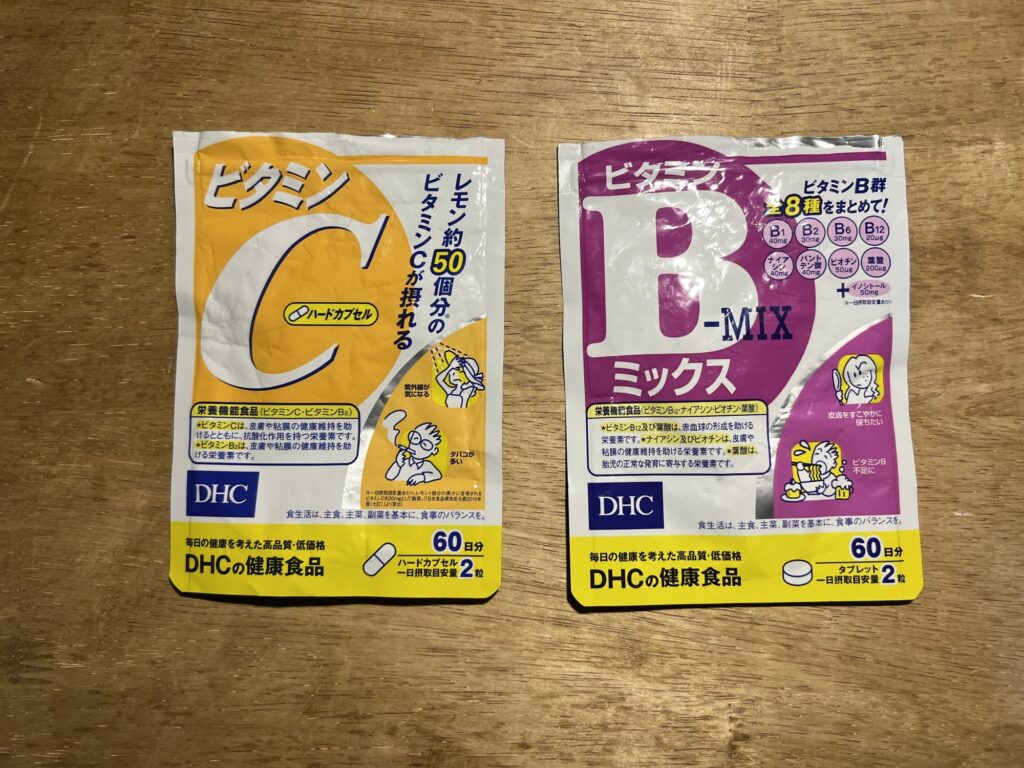 ビタミン
C
レモン約50個分※の
ビタミンCが摂れる
ハードカプセル
紫外線が
気になる
タバコが
多い
栄養機能食品(ビタミンC・ビタミンB2)
★ビタミンCは、皮膚や粘膜の健康維持を助
けるとともに、抗酸化作用を持つ栄養素です。
★ビタミンB2は、皮膚や粘膜の健康維持を助
ける栄養素です。
DHC
食生活は、主食、主菜、副菜を基本に、食事のバランスを。
毎日の健康を考えた高品質・低価格
DHCの健康食品
60日分
ハードカプセル
一日摂取目安量2粒
ビタミン
B
-MIX
ミックス
ビタミンB群
全8種をまとめて!
B1
40mg
B2
30mg
B6
30mg
B12
20μg
ナイア
シン
40mg
パント
テン酸
40mg
ビオチン
50μg
葉酸
200μg
+イノシトール
50mg
※一日摂取目安量あたり
皮膚をすこやかに
保ちたい
ビタミンB
不足に
栄養機能食品(ビタミンB12・ナイアシン・ビオチン・葉酸)
★ビタミンB12及び葉酸は、赤血球の形成を助ける
栄養素です。★ナイアシン及びビオチンは、皮膚や
粘膜の健康維持を助ける栄養素です。★葉酸は、
胎児の正常な発育に寄与する栄養素です。
DHC
食生活は、主食、主菜、副菜を基本に、食事のバランスを。
毎日の健康を考えた高品質・低価格
DHCの健康食品
60日分
タブレット
一日摂取目安量2粒